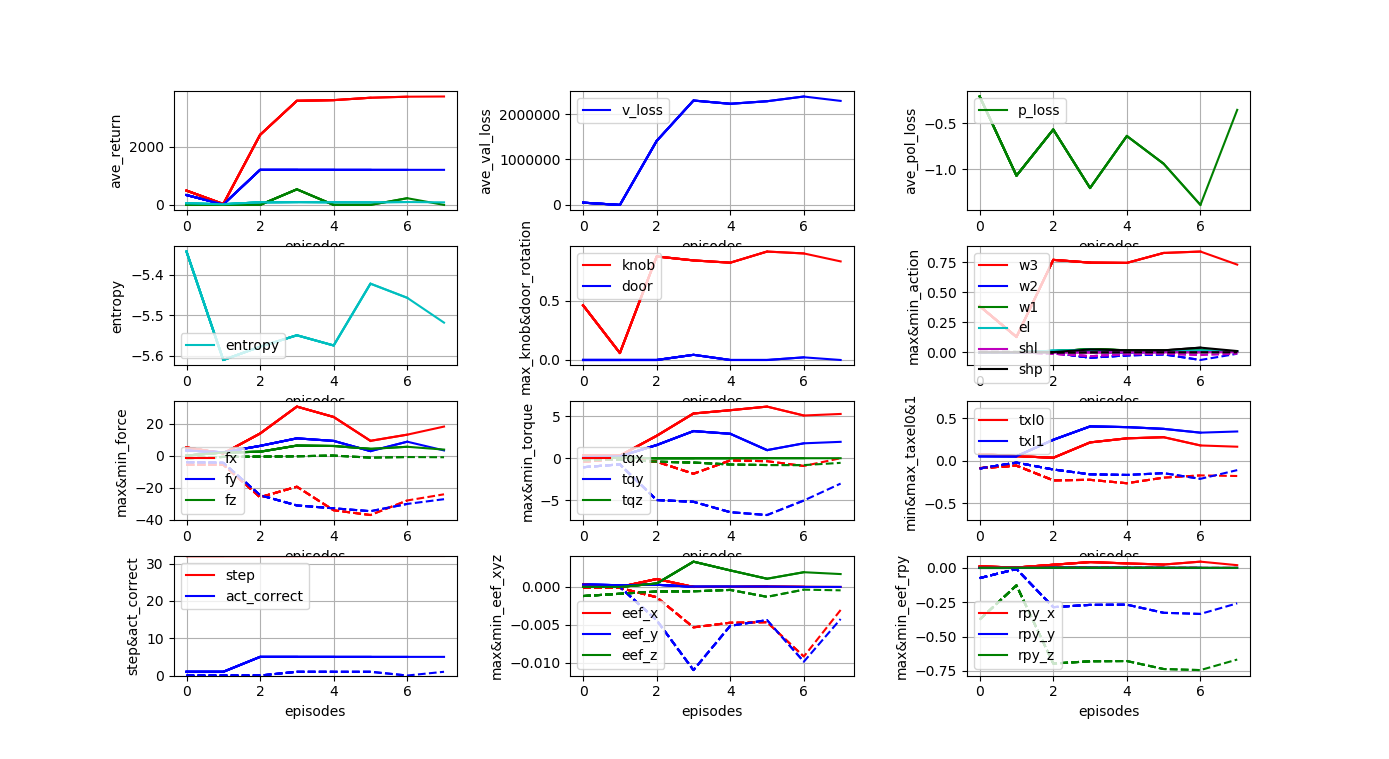 ave_return
2000
0
0
2
4
6
episodes
ave_val_loss
2000000
1000000
0
v_loss
0
2
4
6
episodes
ave_pol_loss
−0.5
−1.0
p_loss
0
2
4
6
episodes
entropy
−5.4
−5.5
−5.6
entropy
0
2
4
6
episodes
max_knob&door_rotation
0.5
0.0
knob
door
0
2
4
6
episodes
max&min_action
0.75
0.50
0.25
0.00
w3
w2
w1
el
shl
shp
0
2
4
6
episodes
max&min_force
20
0
−20
−40
fx
fy
fz
0
2
4
6
episodes
max&min_torque
5
0
−5
tqx
tqy
tqz
0
2
4
6
episodes
min&max_taxel0&1
0.5
0.0
−0.5
txl0
txl1
0
2
4
6
episodes
step&act_correct
30
20
10
0
step
act_correct
0
2
4
6
episodes
max&min_eef_xyz
0.000
−0.005
−0.010
eef_x
eef_y
eef_z
0
2
4
6
episodes
max&min_eef_rpy
0.00
−0.25
−0.50
−0.75
rpy_x
rpy_y
rpy_z
0
2
4
6
episodes